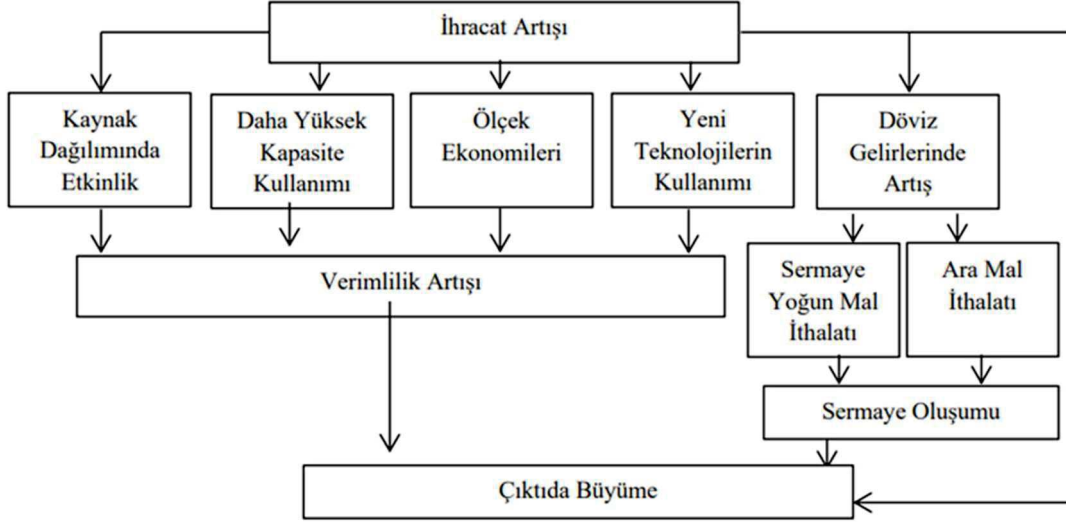 İhracat Artışı
Kaynak
Dağılımında
Etkinlik
Daha Yüksek
Kapasite
Kullanımı
Ölçek
Ekonomileri
Yeni
Teknolojilerin
Kullanımı
Döviz
Gelirlerinde
Artış
Verimlilik Artışı
Sermaye
Yoğun Mal
İthalatı
Ara Mal
İthalatı
Sermaye Oluşumu
Çıktıda Büyüme